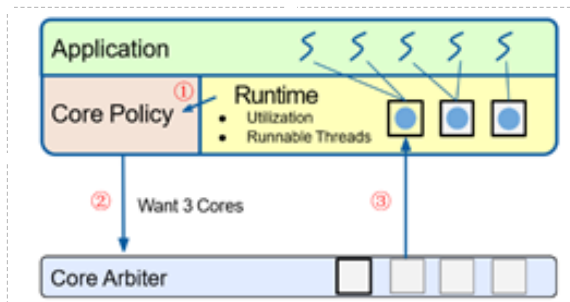 Application
①
Runtime
Core Policy
• Utilization
• Runnable Threads
②
Want 3 Cores
③
Core Arbiter